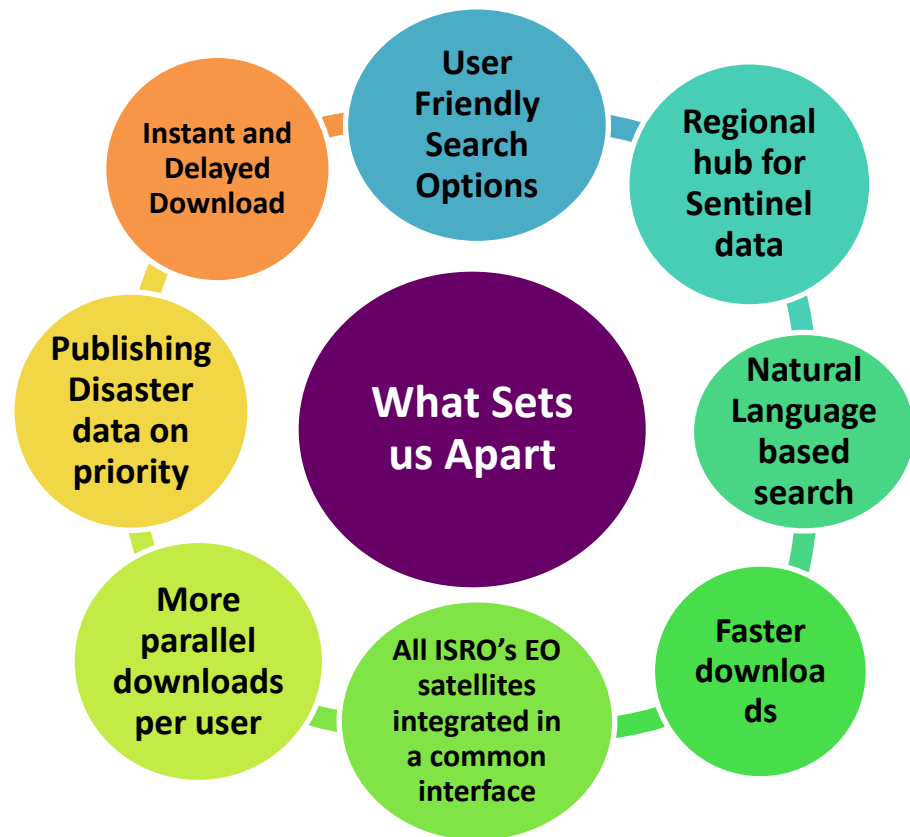 User
Friendly
Search
Options
Regional
hub for
Sentinel
data
Natural
Language
based
search
Faster
downloa
ds
All ISRO's EO
satellites
integrated in
a common
interface
More
parallel
downloads
per user
Publishing
Disaster
data on
priority
Instant and
Delayed
Download
What Sets
us Apart